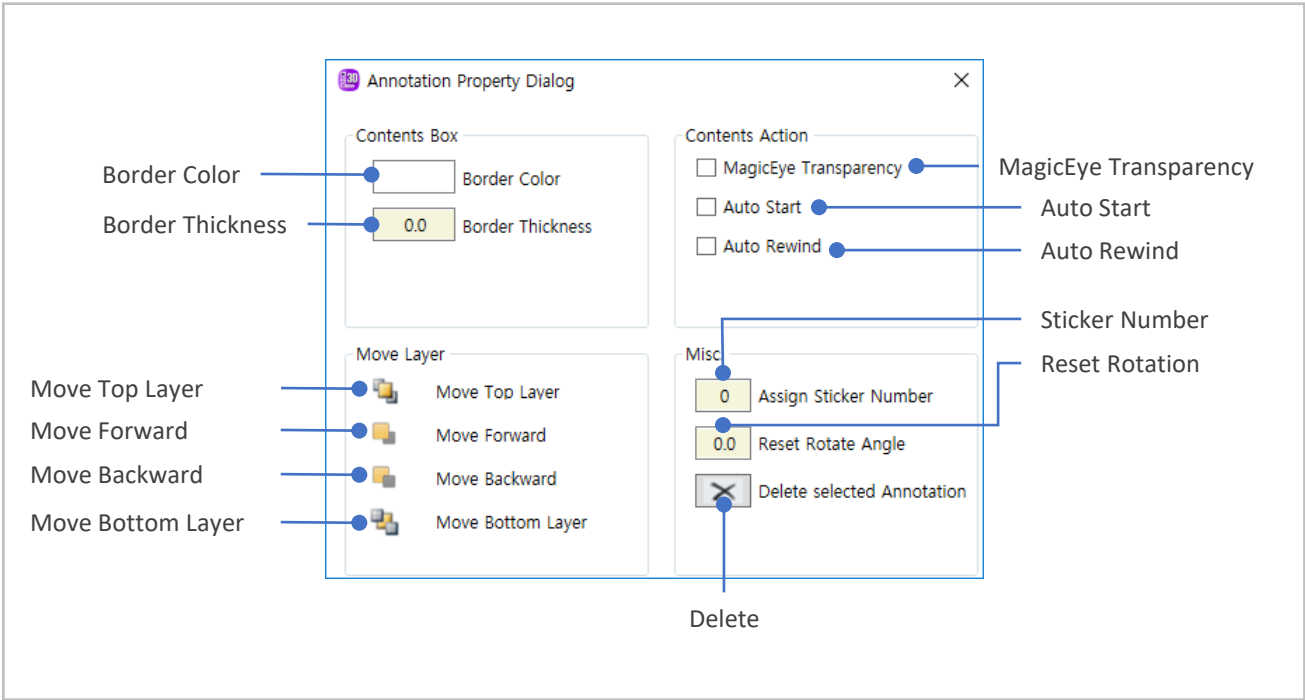 Annotation Property Dialog
Contents Box
Border Color
Border Color
Border Thickness
0.0 Border Thickness
Contents Action
MagicEye Transparency
MagicEye Transparency
Auto Start
Auto Start
Auto Rewind
Auto Rewind
Sticker Number
Reset Rotation
Move Layer
Move Top Layer
Move Top Layer
Move Forward
Move Forward
Move Backward
Move Backward
Move Bottom Layer
Move Bottom Layer
Misc.
0 Assign Sticker Number
0.0 Reset Rotate Angle
Delete selected Annotation
Delete